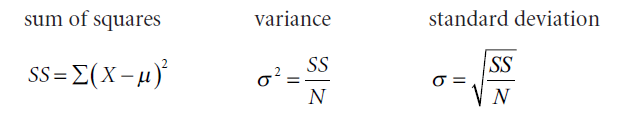 sum of squares variance standard deviation
SS = Σ(X – μ)² σ² = SS/N σ = √(SS/N)